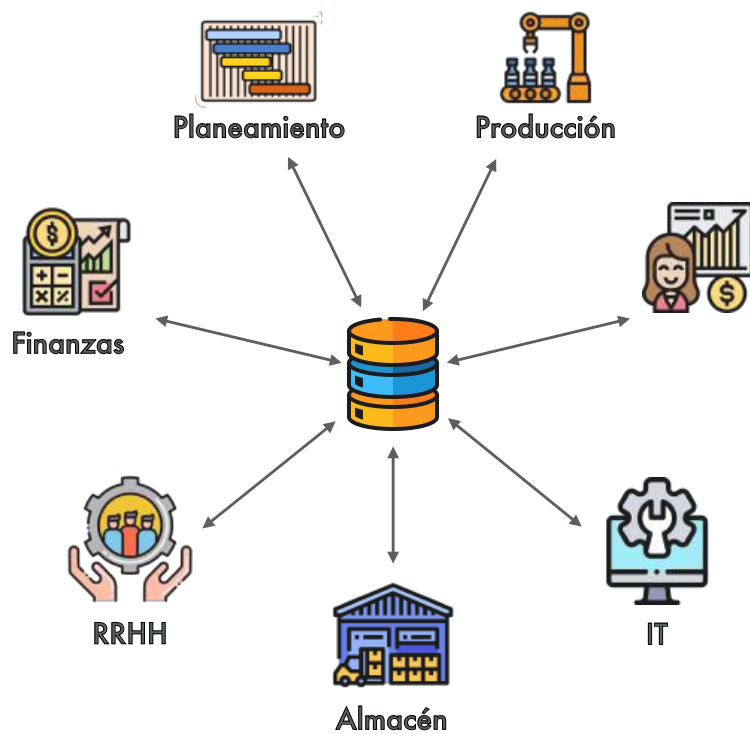 Planeamiento
Producción
Finanzas
RRHH
IT
Almacén